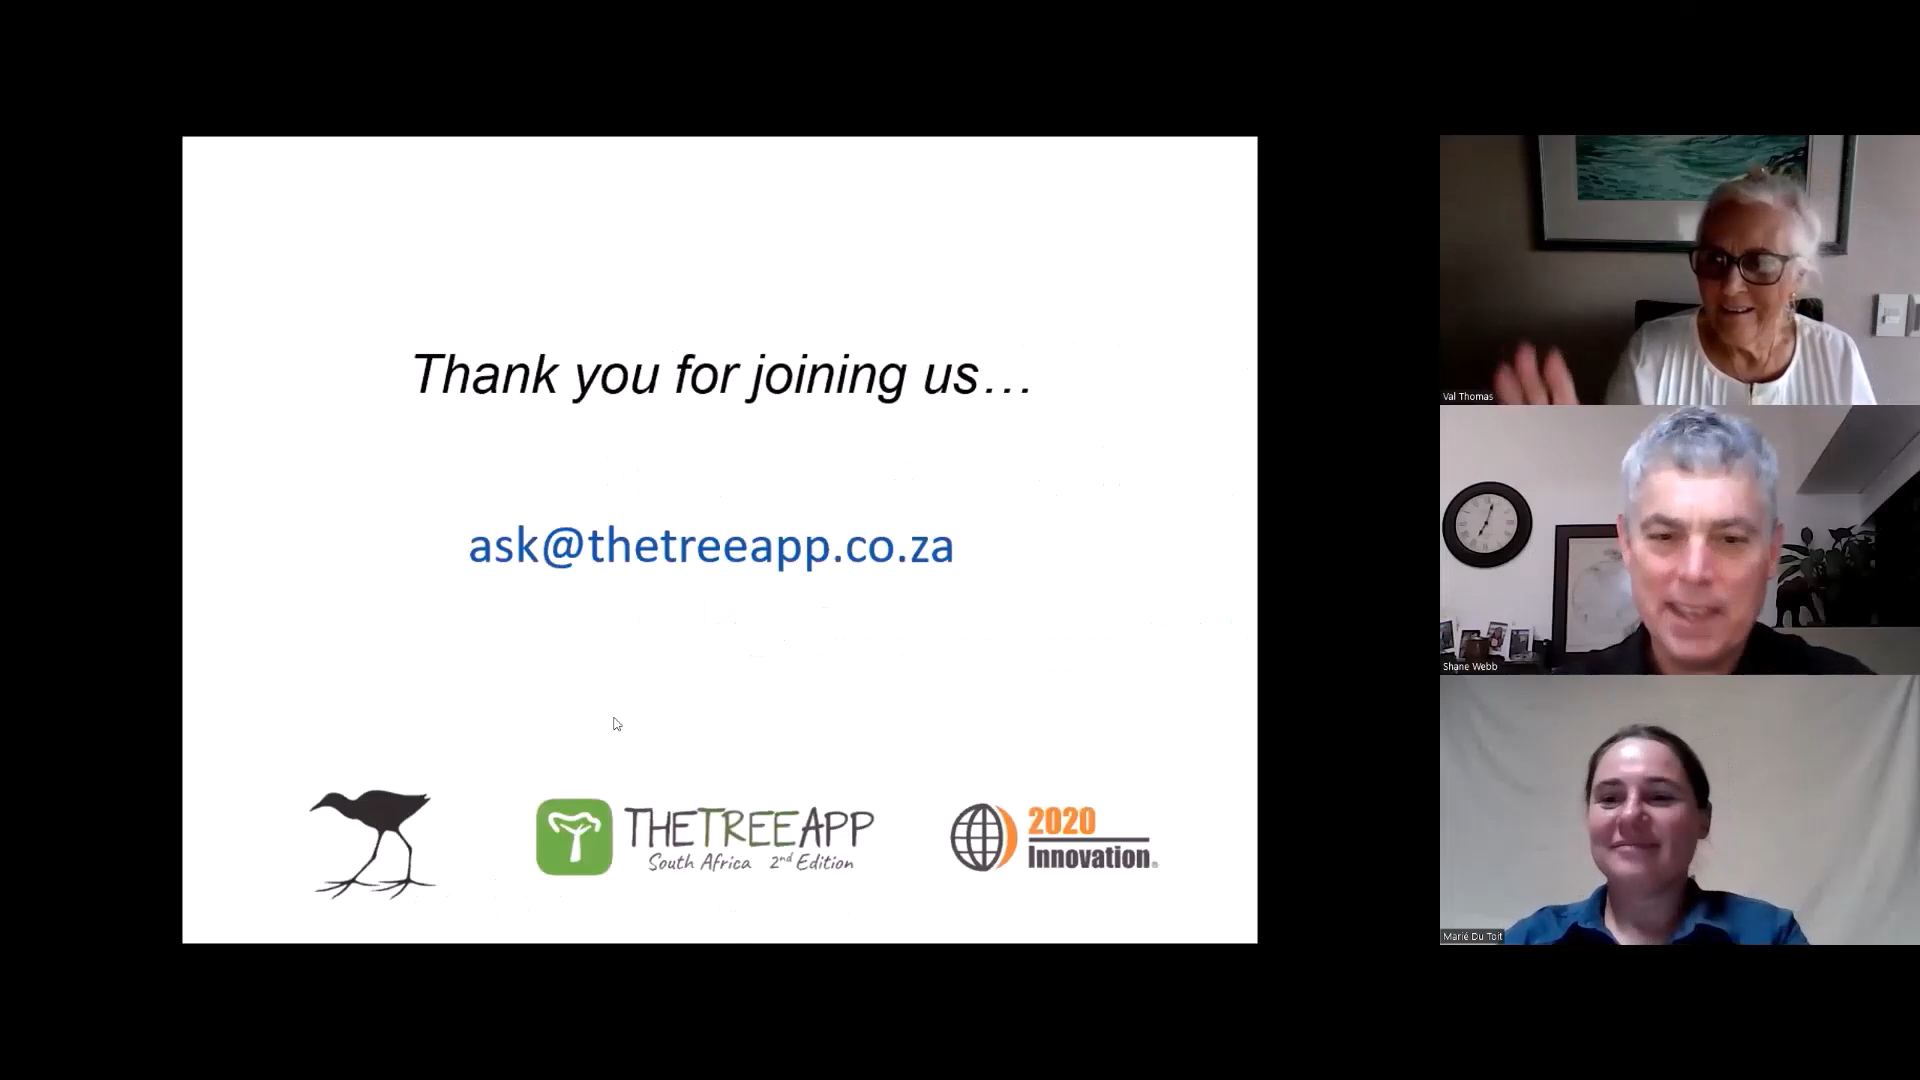 Thank you for joining us…
ask@thetreeapp.co.za
THETREEAPP
South Africa 2nd Edition
2020
Innovation
Val Thomas
Shane Webb
Marié Du Toit